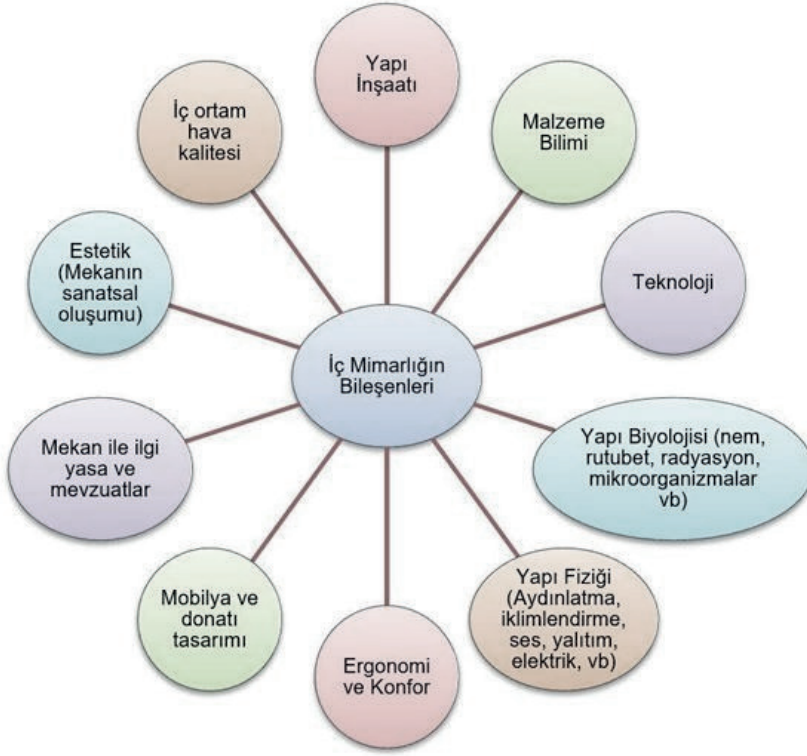 Yapı
İnşaatı
Malzeme
Bilimi
Teknoloji
Yapı Biyolojisi (nem,
rutubet, radyasyon,
mikroorganizmalar
vb)
Yapı Fiziği
(Aydınlatma,
iklimlendirme,
ses, yalıtım,
elektrik, vb)
Ergonomi
ve Konfor
Mobilya ve
donatı
tasarımı
Mekan ile ilgi
yasa ve
mevzuatlar
Estetik
(Mekanın
sanatsal
oluşumu)
İç ortam
hava
kalitesi
İç Mimarlığın
Bileşenleri